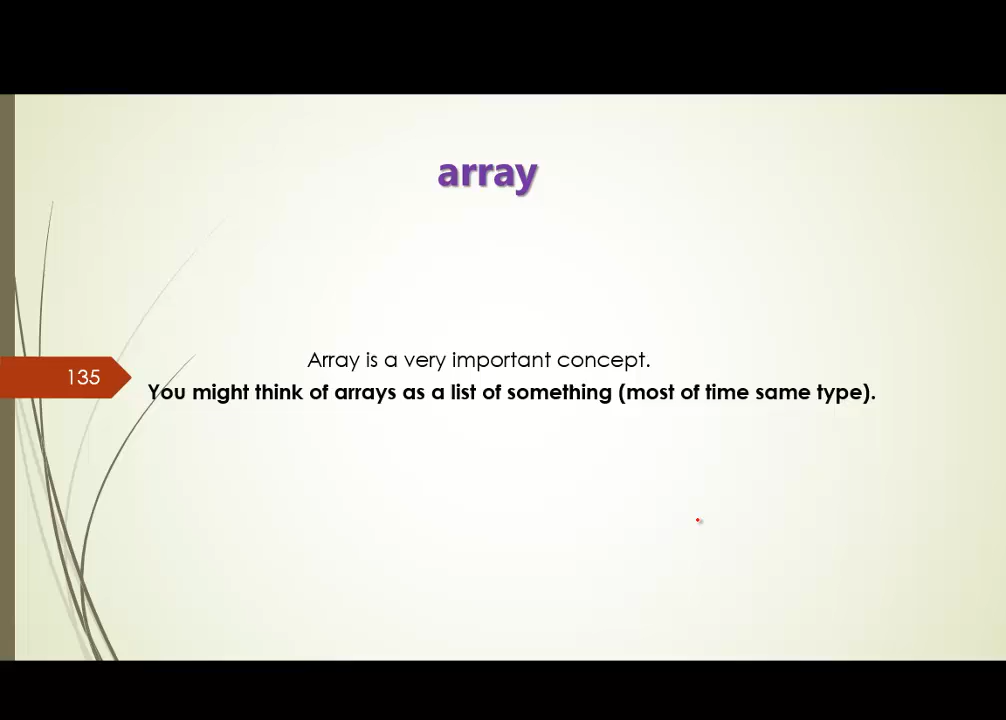 array
Array is a very important concept.
135
You might think of arrays as a list of something (most of time same type).